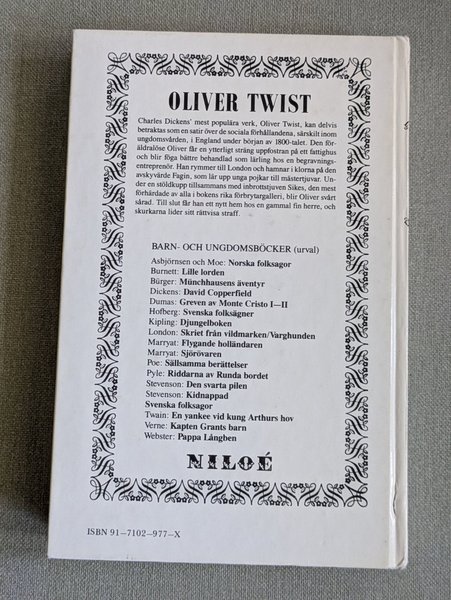 OLIVER TWIST
Charles Dickens' mest populära verk, Oliver Twist, kan delvis
betraktas som en satir över de sociala förhållandena, särskilt inom
ungdomsvården, i England under början av 1800-talet. Den för-
äldralöse Oliver får en ytterligt sträng uppfostran på ett fattighus
och blir föga bättre behandlad som lärling hos en begravnings-
entreprenör. Han rymmer till London och hamnar i klorna på den
avskyvärde Fagin, som lär upp unga pojkar till mästertjuvar. Un-
der en stöldkupp tillsammans med inbrottstjuven Sikes, den mest
förhärdade av alla i bokens rika förbrytargalleri, blir Oliver svårt
sårad. Till slut får han ett nytt hem hos en gammal fin herre, och
skurkarna lider sitt rättvisa straff.
BARN- OCH UNGDOMSBÖCKER (urval)
Asbjörnsen och Moe: Norska folksagor
Burnett: Lille lorden
Bürger: Münchhausens äventyr
Dickens: David Copperfield
Dumas: Greven av Monte Cristo I—II
Hofberg: Svenska folksägner
Kipling: Djungelboken
London: Skriet från vildmarken/Varghunden
Marryat: Flygande holländaren
Marryat: Sjörövaren
Poe: Sällsamma berättelser
Pyle: Riddarna av Runda bordet
Stevenson: Den svarta pilen
Stevenson: Kidnappad
Svenska folksagor
Twain: En yankee vid kung Arthurs hov
Verne: Kapten Grants barn
Webster: Pappa Långben
NILOÉ
ISBN 91–7102–977–X